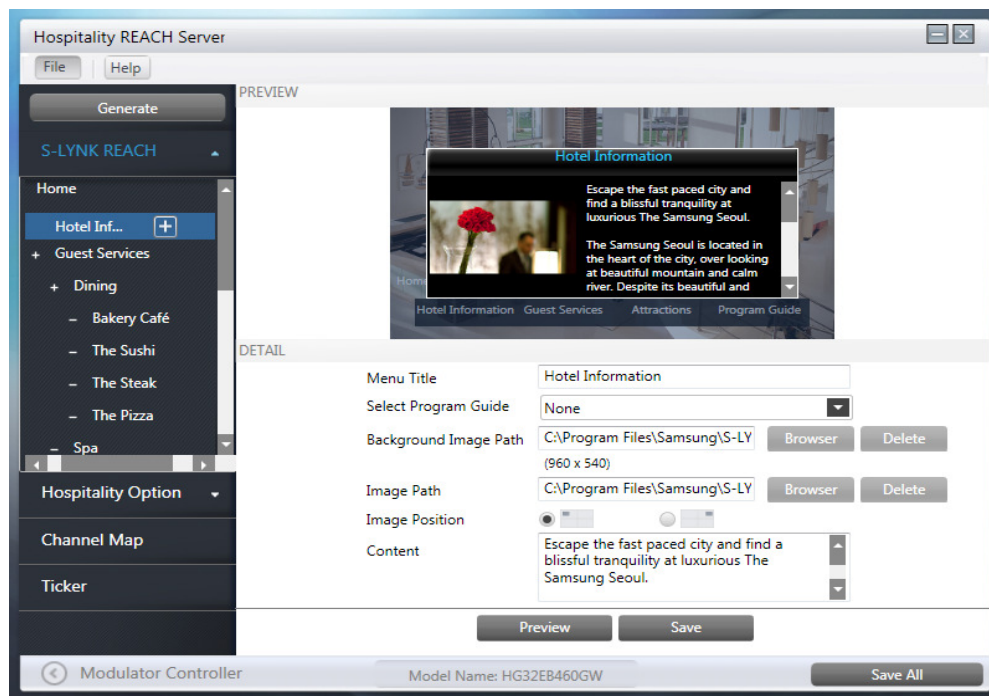 Hospitality REACH Server
File
Help
Generate
S-LYNK REACH
Home
Hotel Inf...
+ Guest Services
+ Dining
– Bakery Café
– The Sushi
– The Steak
– The Pizza
– Spa
Hospitality Option
Channel Map
Ticker
PREVIEW
Hotel Information
Escape the fast paced city and
find a blissful tranquility at
luxurious The Samsung Seoul.
The Samsung Seoul is located in
the heart of the city, over looking
at beautiful mountain and calm
river. Despite its beautiful and
Home
Hotel Information Guest Services Attractions Program Guide
DETAIL
Menu Title Hotel Information
Select Program Guide None
Background Image Path C:\Program Files\Samsung\S-LY Browser Delete
(960 x 540)
Image Path C:\Program Files\Samsung\S-LY Browser Delete
Image Position
Content
Escape the fast paced city and find a
blissful tranquility at luxurious The
Samsung Seoul.
Preview Save
Modulator Controller Model Name: HG32EB460GW Save All